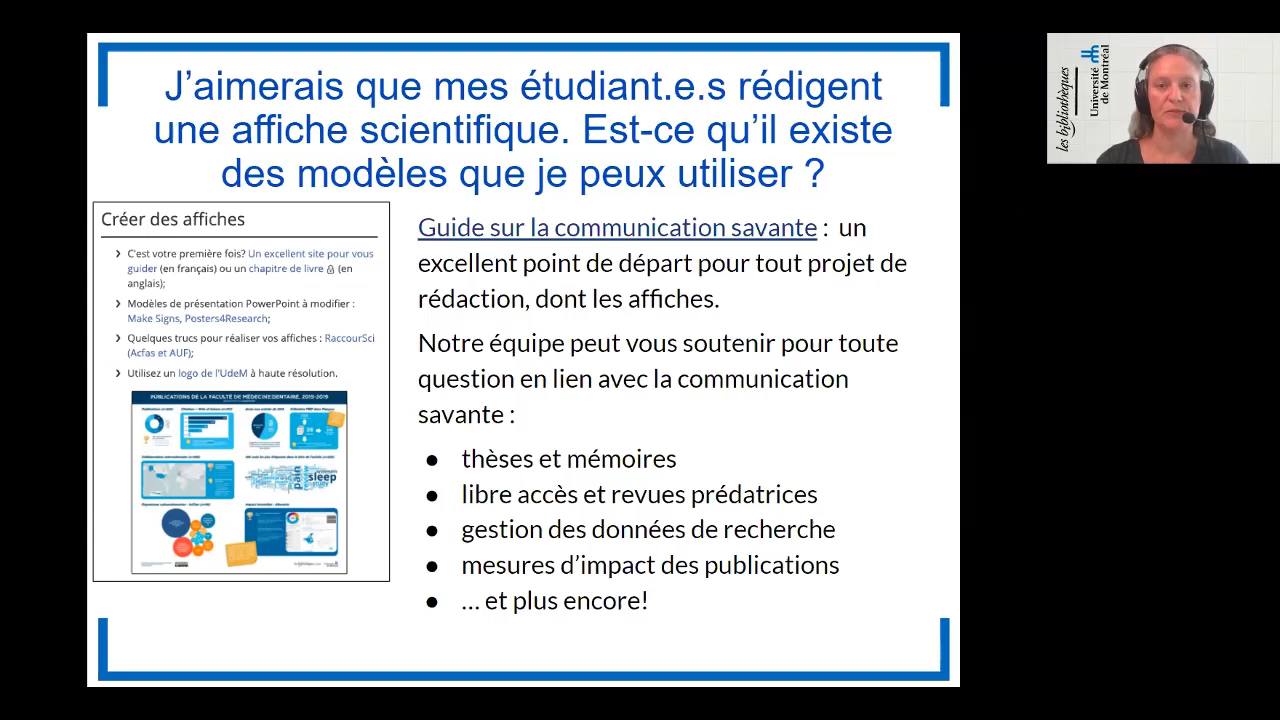 J'aimerais que mes étudiant.e.s rédigent
une affiche scientifique. Est-ce qu'il existe
des modèles que je peux utiliser ?
Créer des affiches
C'est votre première fois? Un excellent site pour vous
guider (en français) ou un chapitre de livre (en
anglais);
Modèles de présentation PowerPoint à modifier :
Make Signs, Posters4Research;
Quelques trucs pour réaliser vos affiches : RaccourSci
(Acfas et AUF);
Utilisez un logo de l'UdeM à haute résolution.
PUBLICATIONS DE LA FACULTÉ DE MÉDECINE DENTAIRE, 2015-2019
pain
sleep
Guide sur la communication savante : un
excellent point de départ pour tout projet de
rédaction, dont les affiches.
Notre équipe peut vous soutenir pour toute
question en lien avec la communication
savante :
● thèses et mémoires
● libre accès et revues prédatrices
● gestion des données de recherche
● mesures d'impact des publications
● … et plus encore!
les bibliothèques
Université
de Montréal